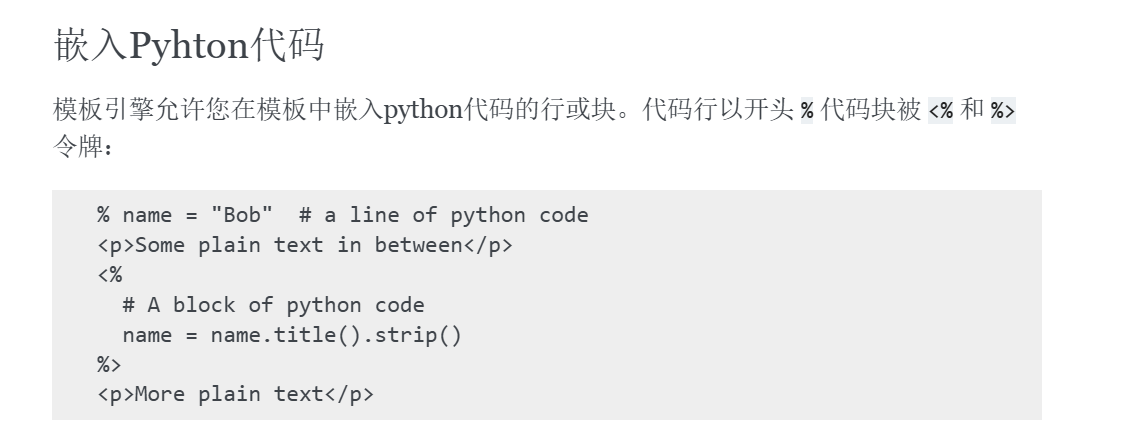 嵌入Pyhton代码
模板引擎允许您在模板中嵌入python代码的行或块。代码行以开头 % 代码块被 <% 和 %>
令牌：
% name = "Bob"  # a line of python code
<p>Some plain text in between</p>
<%
  # A block of python code
  name = name.title().strip()
%>
<p>More plain text</p>